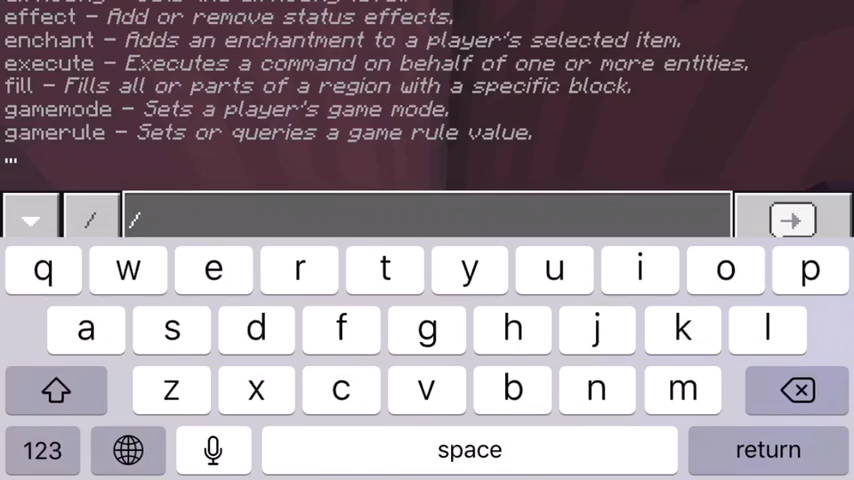 effect - Add or remove status effects.
enchant - Adds an enchantment to a player's selected item.
execute - Executes a command on behalf of one or more entities.
fill - Fills all or parts of a region with a specific block.
gamemode - Sets a player's game mode.
gamerule - Sets or queries a game rule value.
...
/ /
q w e r t y u i o p
a s d f g h j k l
z x c v b n m
123 space return